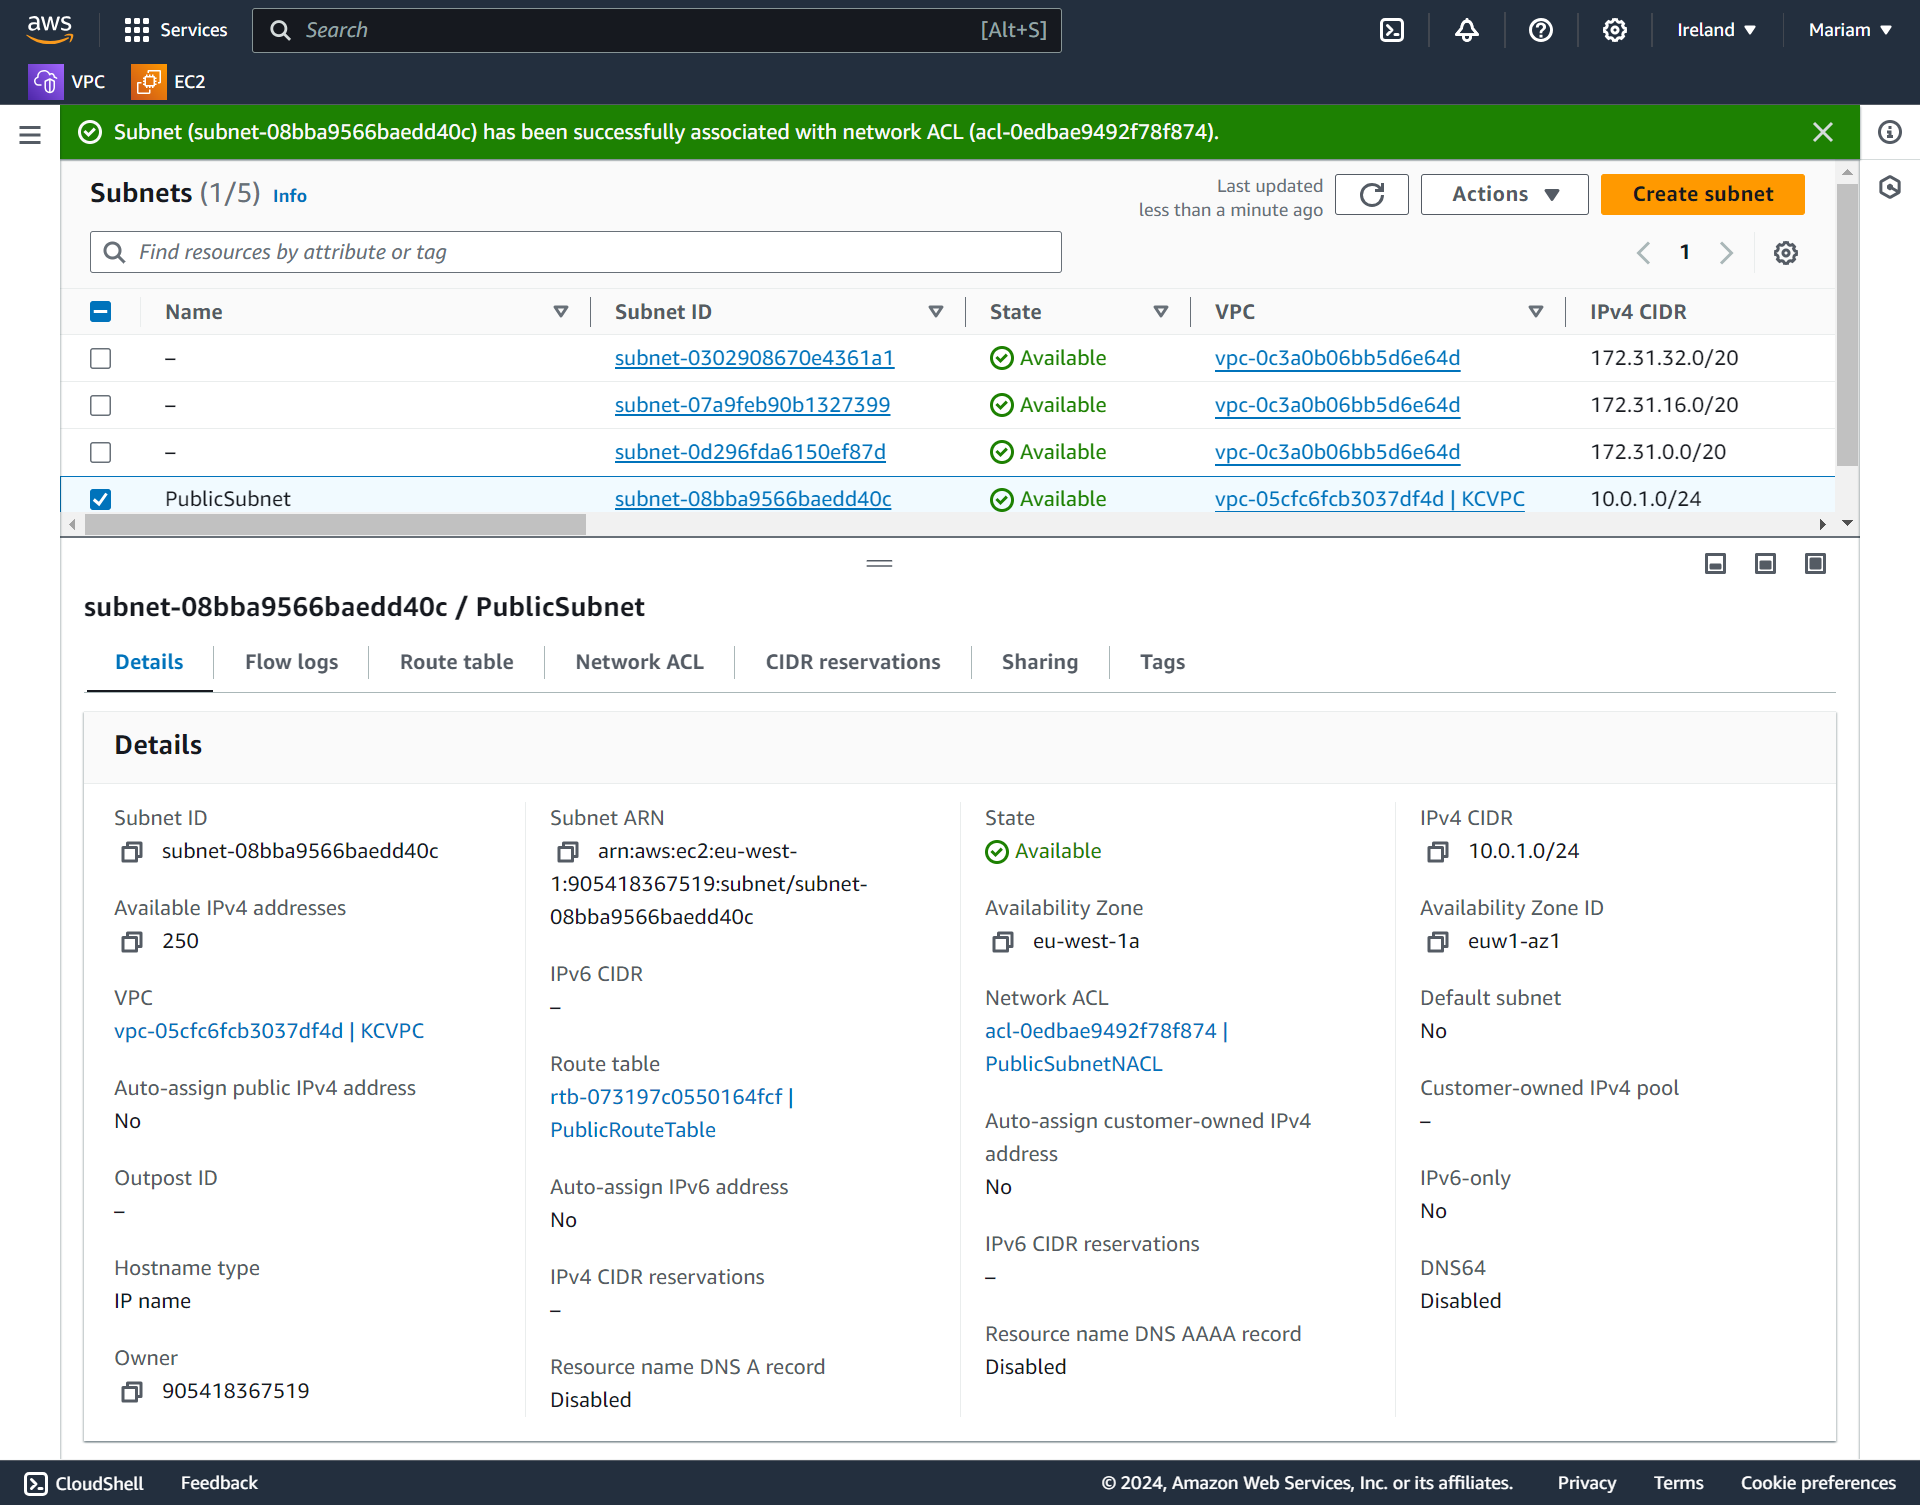 aws
Services
Search
[Alt+S]
Ireland ▼
Mariam ▼
VPC
EC2
Subnet (subnet-08bba9566baedd40c) has been successfully associated with network ACL (acl-0edbae9492f78f874).
Subnets (1/5) Info
Last updated
less than a minute ago
Actions ▼
Create subnet
Find resources by attribute or tag
1
Name
Subnet ID
State
VPC
IPv4 CIDR
– subnet-0302908670e4361a1 Available vpc-0c3a0b06bb5d6e64d 172.31.32.0/20
– subnet-07a9feb90b1327399 Available vpc-0c3a0b06bb5d6e64d 172.31.16.0/20
– subnet-0d296fda6150ef87d Available vpc-0c3a0b06bb5d6e64d 172.31.0.0/20
PublicSubnet subnet-08bba9566baedd40c Available vpc-05cfc6fcb3037df4d | KCVPC 10.0.1.0/24
subnet-08bba9566baedd40c / PublicSubnet
Details
Flow logs
Route table
Network ACL
CIDR reservations
Sharing
Tags
Details
Subnet ID
subnet-08bba9566baedd40c
Available IPv4 addresses
250
VPC
vpc-05cfc6fcb3037df4d | KCVPC
Auto-assign public IPv4 address
No
Outpost ID
–
Hostname type
IP name
Owner
905418367519
Subnet ARN
arn:aws:ec2:eu-west-
1:905418367519:subnet/subnet-
08bba9566baedd40c
IPv6 CIDR
–
Route table
rtb-073197c0550164fcf |
PublicRouteTable
Auto-assign IPv6 address
No
IPv4 CIDR reservations
–
Resource name DNS A record
Disabled
State
Available
Availability Zone
eu-west-1a
Network ACL
acl-0edbae9492f78f874 |
PublicSubnetNACL
Auto-assign customer-owned IPv4
address
No
IPv6 CIDR reservations
–
Resource name DNS AAAA record
Disabled
IPv4 CIDR
10.0.1.0/24
Availability Zone ID
euw1-az1
Default subnet
No
Customer-owned IPv4 pool
–
IPv6-only
No
DNS64
Disabled
CloudShell
Feedback
© 2024, Amazon Web Services, Inc. or its affiliates.
Privacy
Terms
Cookie preferences